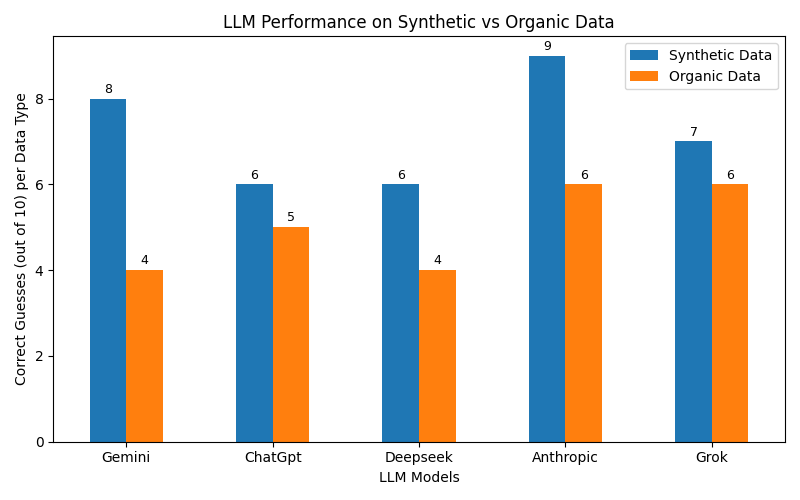 LLM Performance on Synthetic vs Organic Data
Synthetic Data
Organic Data
Correct Guesses (out of 10) per Data Type
8
6
4
2
0
8
4
6
5
6
4
9
6
7
6
Gemini
ChatGpt
Deepseek
Anthropic
Grok
LLM Models